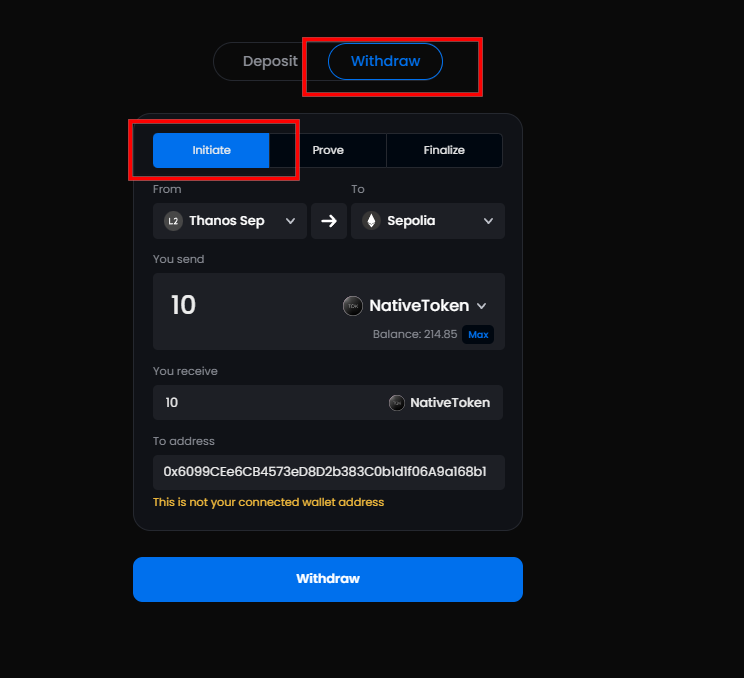 Deposit Withdraw
Initiate Prove Finalize
From To
L2 Thanos Sep Sepolia
You send
10 NativeToken
Balance: 214.85 Max
You receive
10 NativeToken
To address
0x6099CEe6CB4573eD8D2b383C0b1d1f06A9a168b1
This is not your connected wallet address
Withdraw